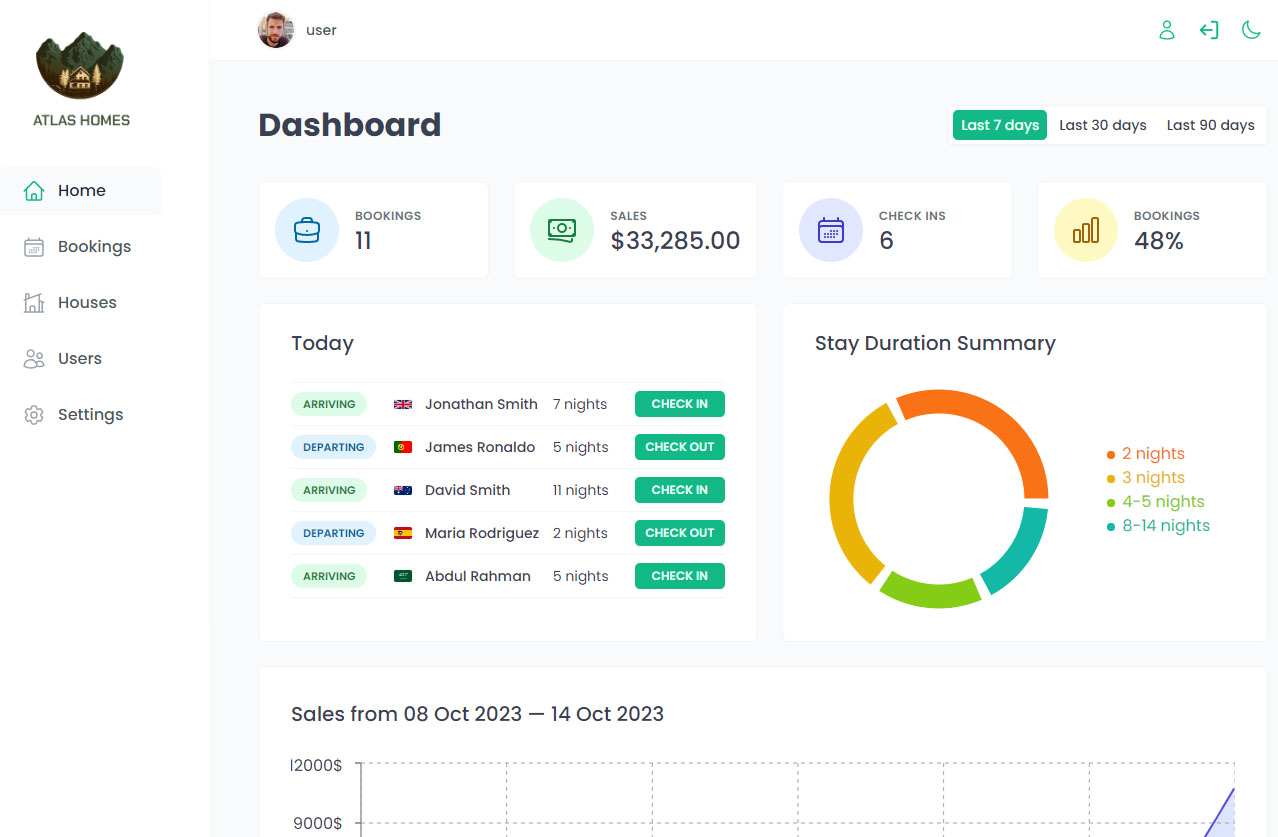 user
ATLAS HOMES
Home
Bookings
Houses
Users
Settings
Dashboard
Last 7 days Last 30 days Last 90 days
BOOKINGS
11
SALES
$33,285.00
CHECK INS
6
BOOKINGS
48%
Today
ARRIVING Jonathan Smith 7 nights CHECK IN
DEPARTING James Ronaldo 5 nights CHECK OUT
ARRIVING David Smith 11 nights CHECK IN
DEPARTING Maria Rodriguez 2 nights CHECK OUT
ARRIVING Abdul Rahman 5 nights CHECK IN
Stay Duration Summary
2 nights
3 nights
4-5 nights
8-14 nights
Sales from 08 Oct 2023 — 14 Oct 2023
12000$
9000$